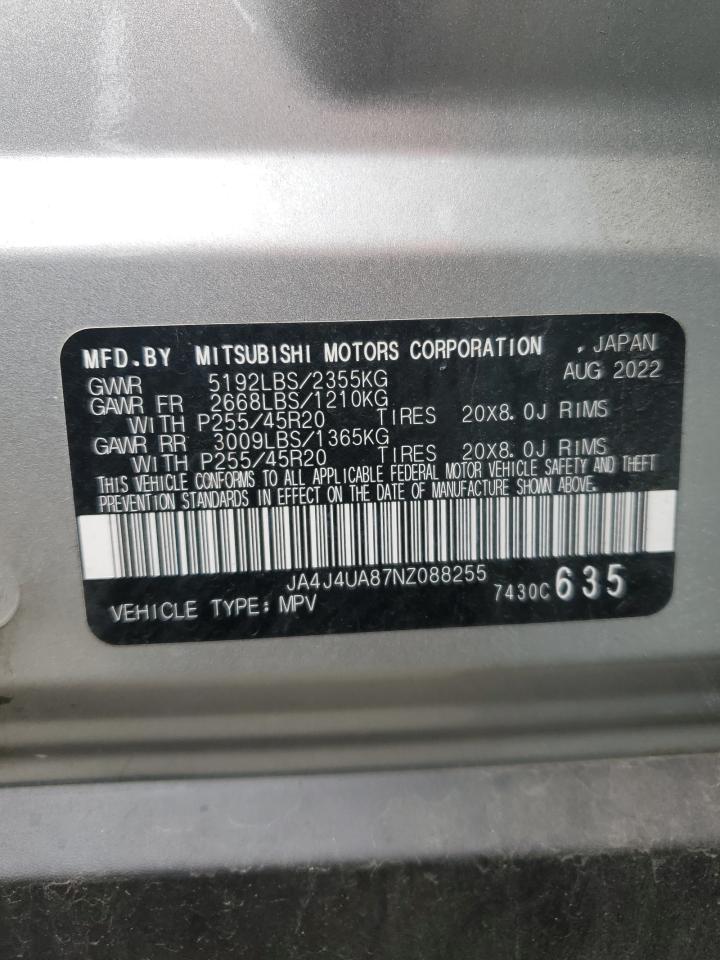 MFD.BY MITSUBISHI MOTORS CORPORATION , JAPAN
GVWR 5192LBS/2355KG AUG 2022
GAWR FR 2668LBS/1210KG
WITH P255/45R20 TIRES 20X8.0J RIMS
GAWR RR 3009LBS/1365KG
WITH P255/45R20 TIRES 20X8.0J RIMS
THIS VEHICLE CONFORMS TO ALL APPLICABLE FEDERAL MOTOR VEHICLE SAFETY AND THEFT
PREVENTION STANDARDS IN EFFECT ON THE DATE OF MANUFACTURE SHOWN ABOVE.
JA4J4UA87NZ088255
VEHICLE TYPE: MPV 7430C635